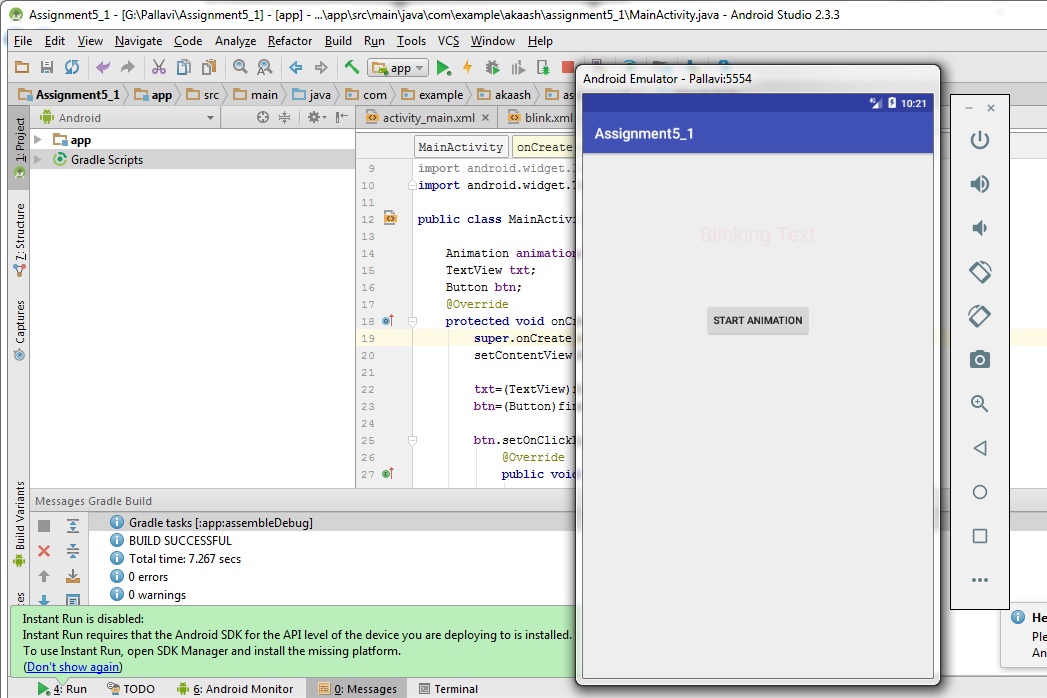 Assignment5_1 - [G:\Pallavi\Assignment5_1] - [app] - ...\app\src\main\java\com\example\akaash\assignment5_1\MainActivity.java - Android Studio 2.3.3
File Edit View Navigate Code Analyze Refactor Build Run Tools VCS Window Help
app
Assignment5_1 app src main java com example akaash
Android
activity_main.xml blink.xml
1: Project
7: Structure
Captures
Build Variants
app
Gradle Scripts
MainActivity onCreate
9 import android.widget.
10 import android.widget.
11
12 public class MainActiv
13
14 Animation animation
15 TextView txt;
16 Button btn;
17 @Override
18 protected void onC
19 super.onCreate
20 setContentView
21
22 txt=(TextView)
23 btn=(Button)fin
24
25 btn.setOnClick
26 @Override
27 public void
Android Emulator - Pallavi:5554
10:21
Assignment5_1
Blinking Text
START ANIMATION
Messages Gradle Build
Gradle tasks [:app:assembleDebug]
BUILD SUCCESSFUL
Total time: 7.267 secs
0 errors
0 warnings
Instant Run is disabled:
Instant Run requires that the Android SDK for the API level of the device you are deploying to is installed.
To use Instant Run, open SDK Manager and install the missing platform.
(Don't show again)
He
Ple
An
4: Run TODO 6: Android Monitor 0: Messages Terminal